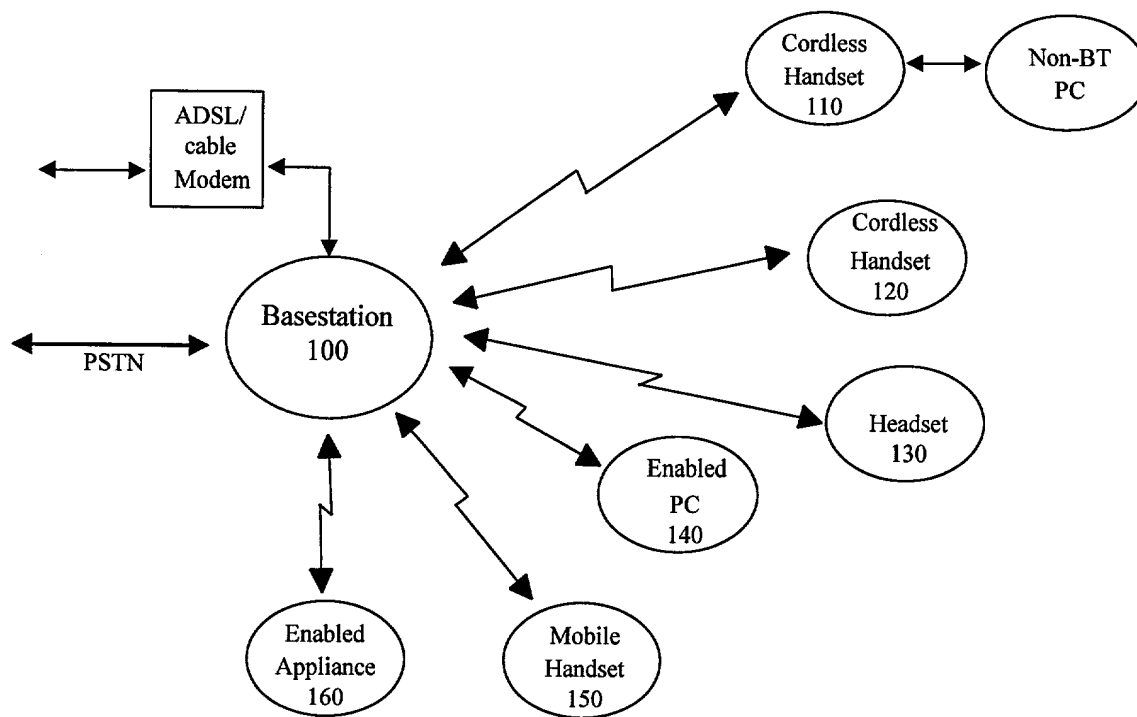 Cordless
Handset
110
Non-BT
PC
ADSL/
cable
Modem
Cordless
Handset
120
Basestation
100
PSTN
Headset
130
Enabled
PC
140
Enabled
Appliance
160
Mobile
Handset
150